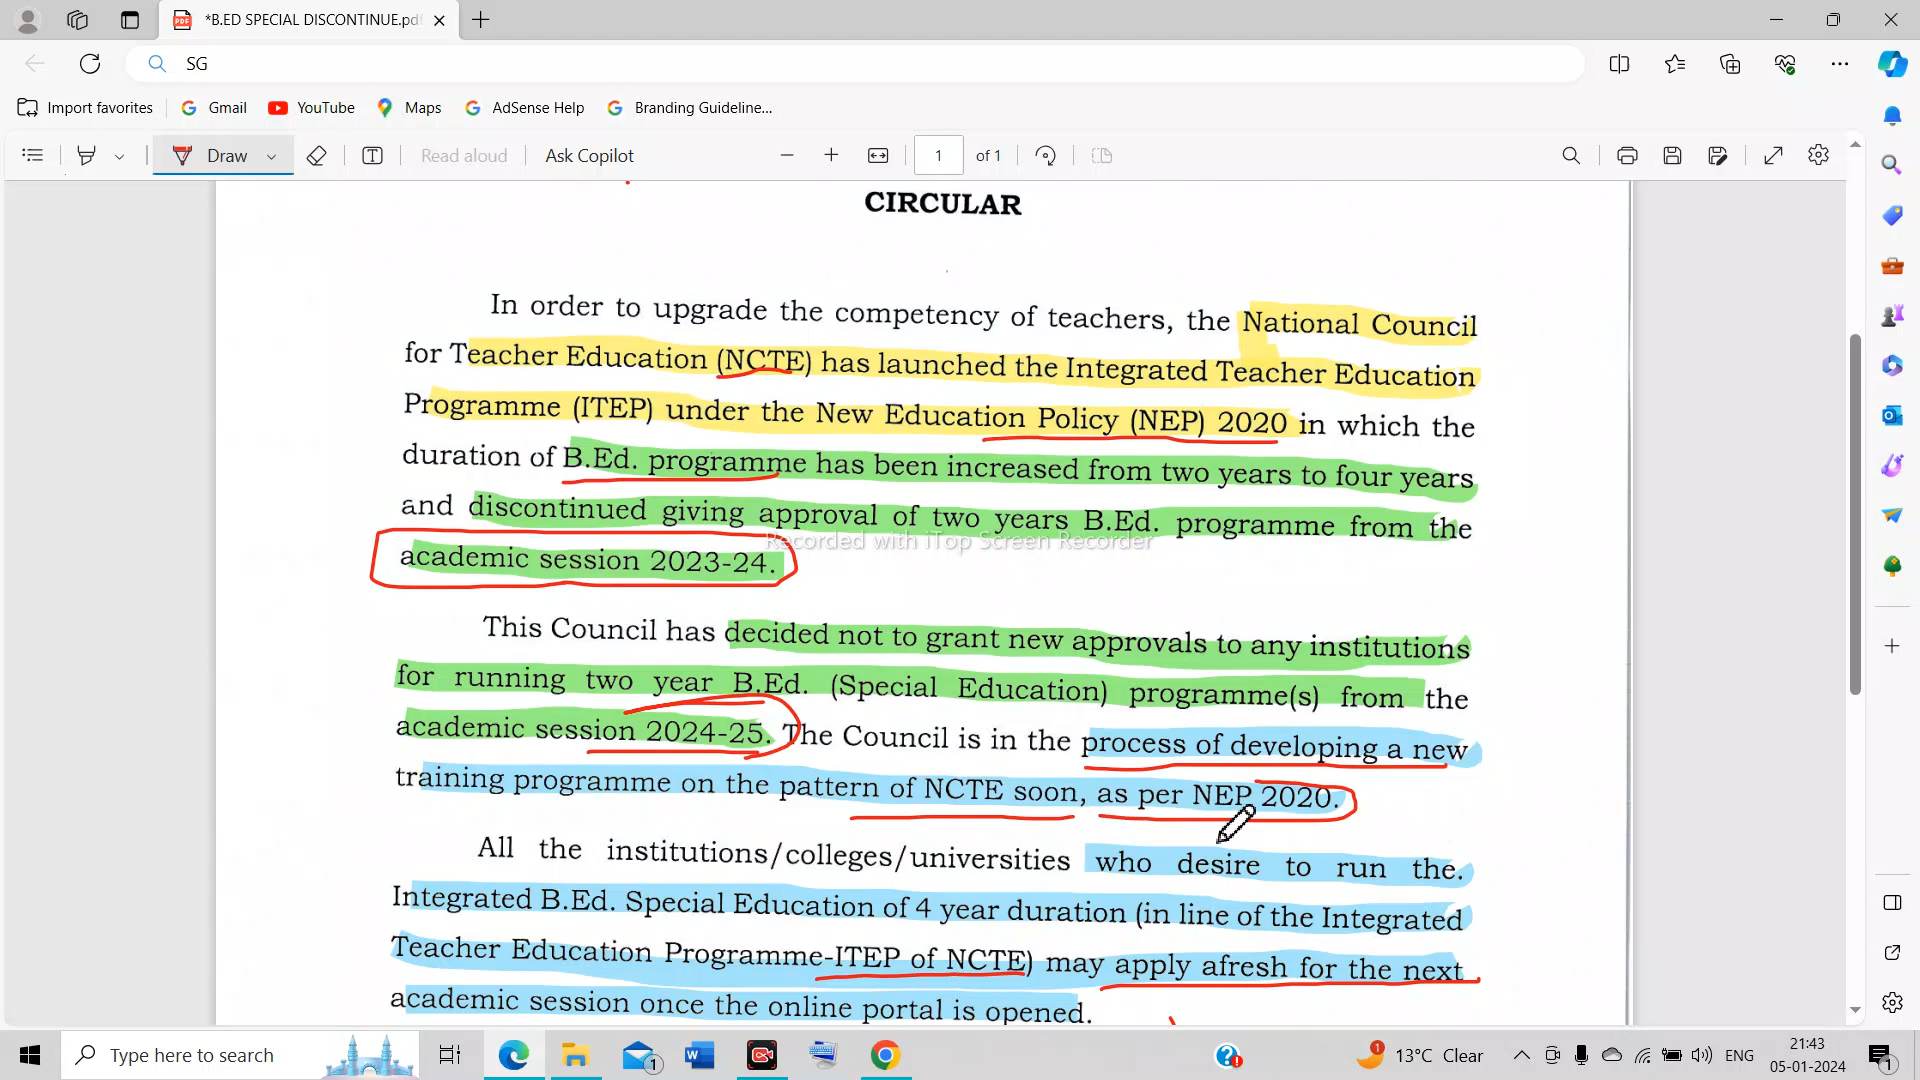 *B.ED SPECIAL DISCONTINUE.pdf
SG
Import favorites
Gmail
YouTube
Maps
AdSense Help
Branding Guideline...
Draw
Read aloud
Ask Copilot
1
of 1
CIRCULAR
In order to upgrade the competency of teachers, the National Council
for Teacher Education (NCTE) has launched the Integrated Teacher Education
Programme (ITEP) under the New Education Policy (NEP) 2020 in which the
duration of B.Ed. programme has been increased from two years to four years
and discontinued giving approval of two years B.Ed. programme from the
Recorded with iTop Screen Recorder
academic session 2023-24.
This Council has decided not to grant new approvals to any institutions
for running two year B.Ed. (Special Education) programme(s) from the
academic session 2024-25. The Council is in the process of developing a new
training programme on the pattern of NCTE soon, as per NEP 2020.
All the institutions/colleges/universities who desire to run the.
Integrated B.Ed. Special Education of 4 year duration (in line of the Integrated
Teacher Education Programme-ITEP of NCTE) may apply afresh for the next
academic session once the online portal is opened.
Type here to search
1
1
13°C Clear
ENG
21:43
05-01-2024
1